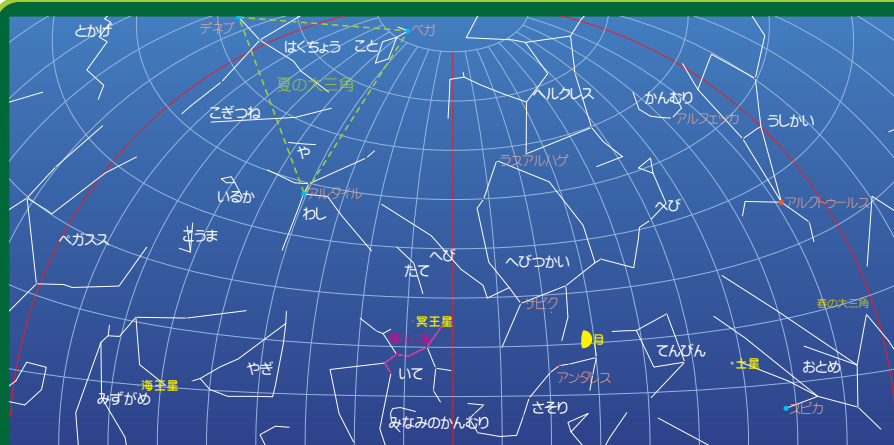 とかげ
デネブ
ベガ
はくちょう
こと
夏の大三角
ヘルクレス
かんむり
アルフェッカ
うしかい
こぎつね
や
ラスアルハゲ
いるか
アルタイル
わし
アルクトゥールス
へび
ペガスス
こうま
へび
たて
へびつかい
サビク
春の大三角
冥王星
月
てんびん
土星
おとめ
やぎ
いて
海王星
みずがめ
アンタレス
さそり
スピカ
みなみのかんむり